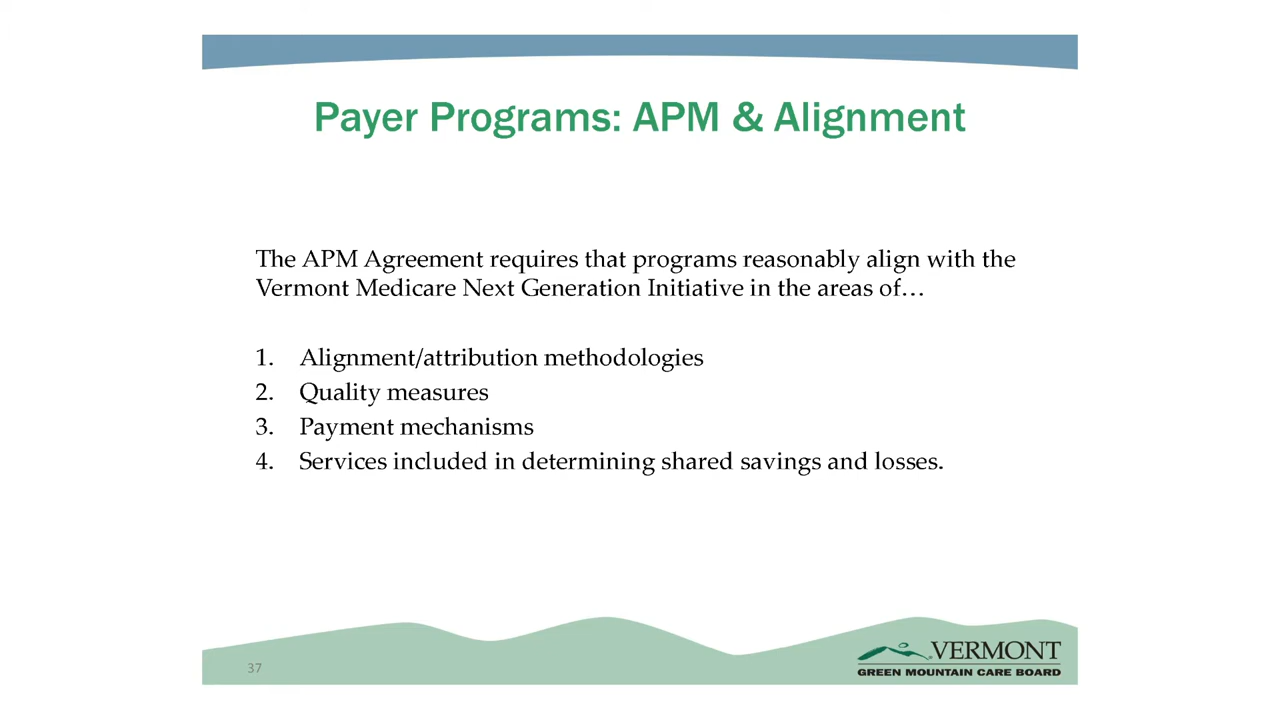 Payer Programs: APM & Alignment
The APM Agreement requires that programs reasonably align with the
Vermont Medicare Next Generation Initiative in the areas of…
1. Alignment/attribution methodologies
2. Quality measures
3. Payment mechanisms
4. Services included in determining shared savings and losses.
37
VERMONT
GREEN MOUNTAIN CARE BOARD